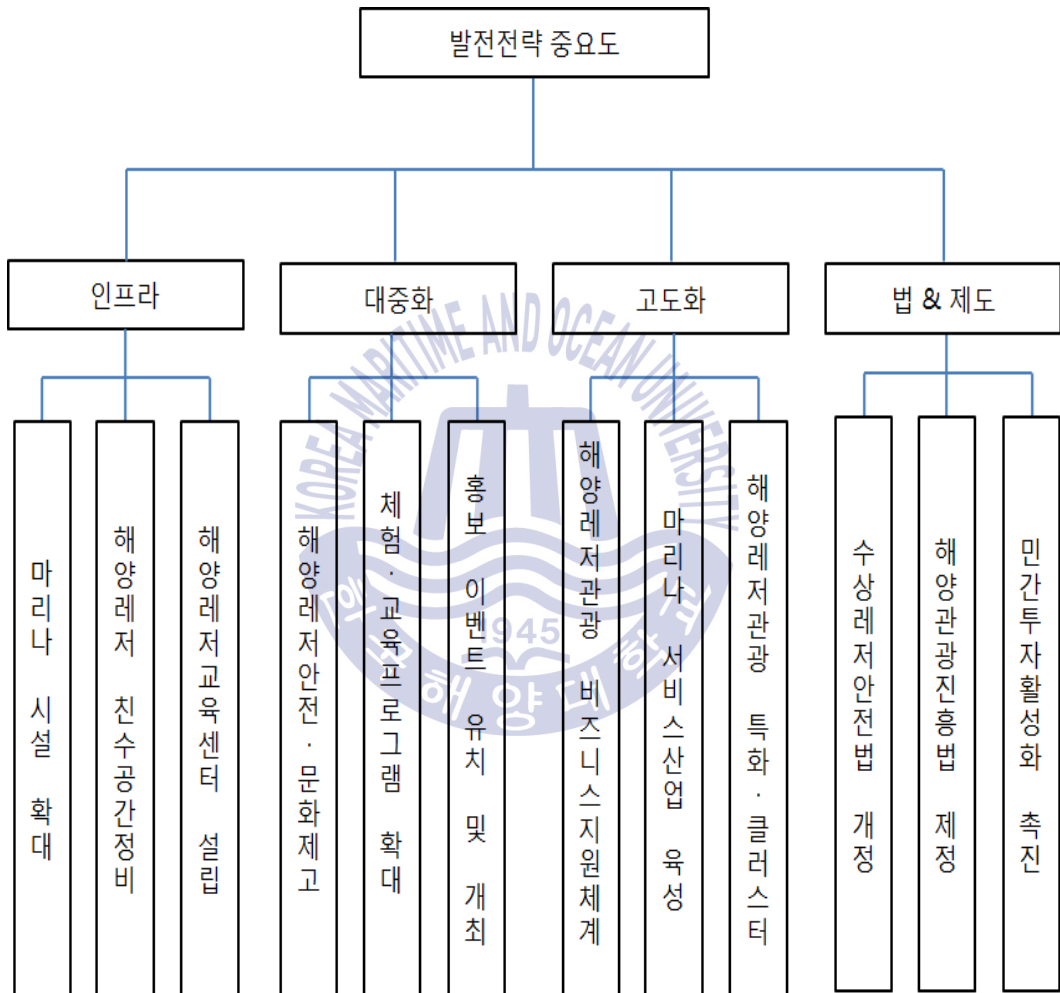 발전전략 중요도
인프라
대중화
고도화
법 & 제도
마리나 시설 확대
해양레저 친수공간정비
해양레저교육센터 설립
해양레저안전·문화제고
체험·교육프로그램 확대
홍보 이벤트 유치 및 개최
해양레저관광 비즈니스지원체계
마리나 서비스산업 육성
해양레저관광 특화·클러스터
수상레저안전법 개정
해양관광진흥법 제정
민간투자활성화 촉진
KOREA MARITIME AND OCEAN UNIVERSITY
1945
한국해양대학교